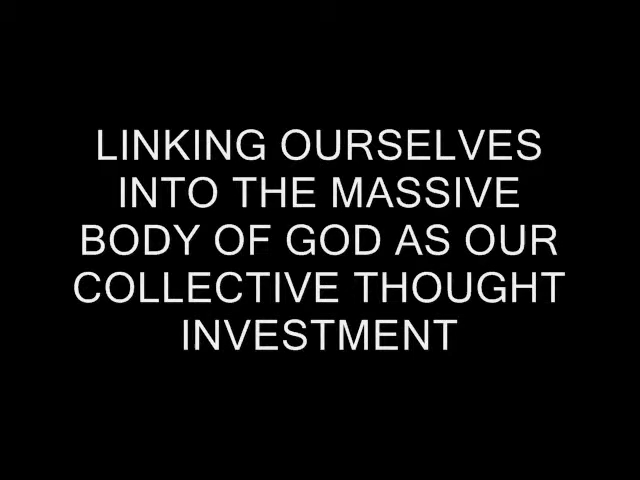 LINKING OURSELVES
INTO THE MASSIVE
BODY OF GOD AS OUR
COLLECTIVE THOUGHT
INVESTMENT